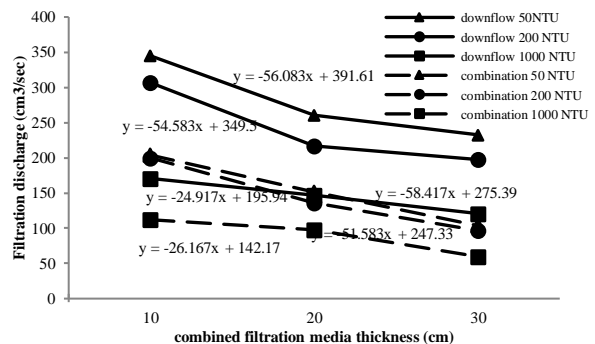 400
350
300
250
200
150
100
50
0
Filtration discharge (cm3/sec)
downflow 50NTU
downflow 200 NTU
downflow 1000 NTU
combination 50 NTU
combination 200 NTU
combination 1000 NTU
y = -56.083x + 391.61
y = -54.583x + 349.5
y = -24.917x + 195.94
y = -58.417x + 275.39
y = -51.583x + 247.33
y = -26.167x + 142.17
10 20 30
combined filtration media thickness (cm)